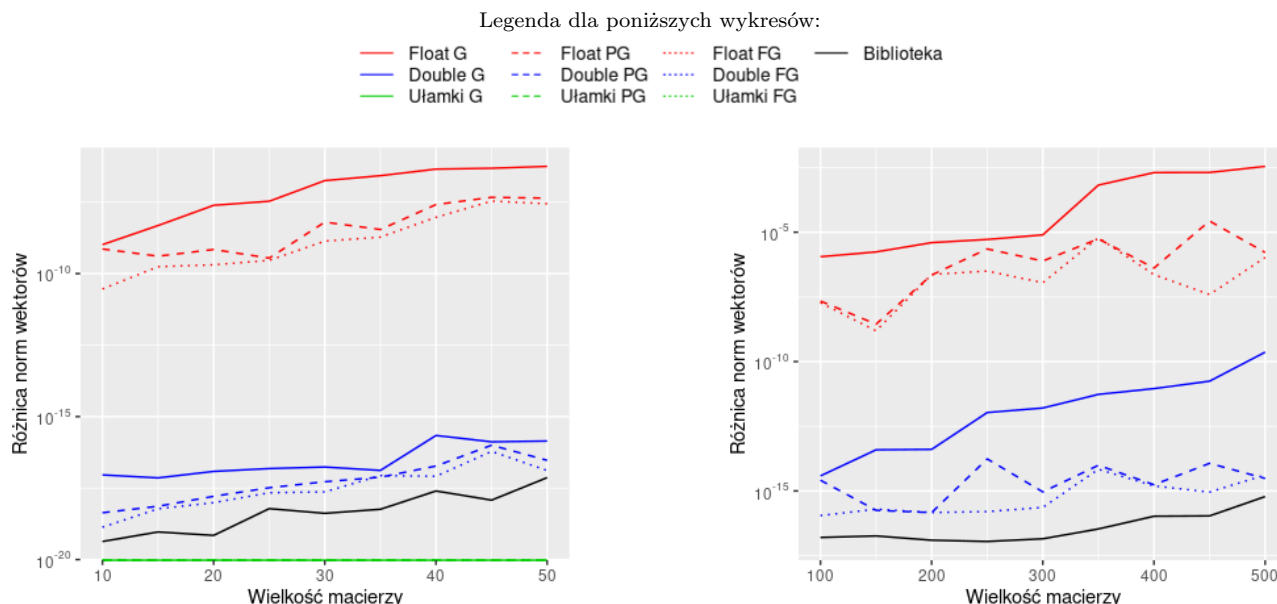 Legenda dla poniższych wykresów:
Float G Float PG Float FG Biblioteka
Double G Double PG Double FG
Ułamki G Ułamki PG Ułamki FG
Różnica norm wektorów
10⁻¹⁰
10⁻¹⁵
10⁻²⁰
10 20 30 40 50
Wielkość macierzy
Różnica norm wektorów
10⁻⁵
10⁻¹⁰
10⁻¹⁵
100 200 300 400 500
Wielkość macierzy